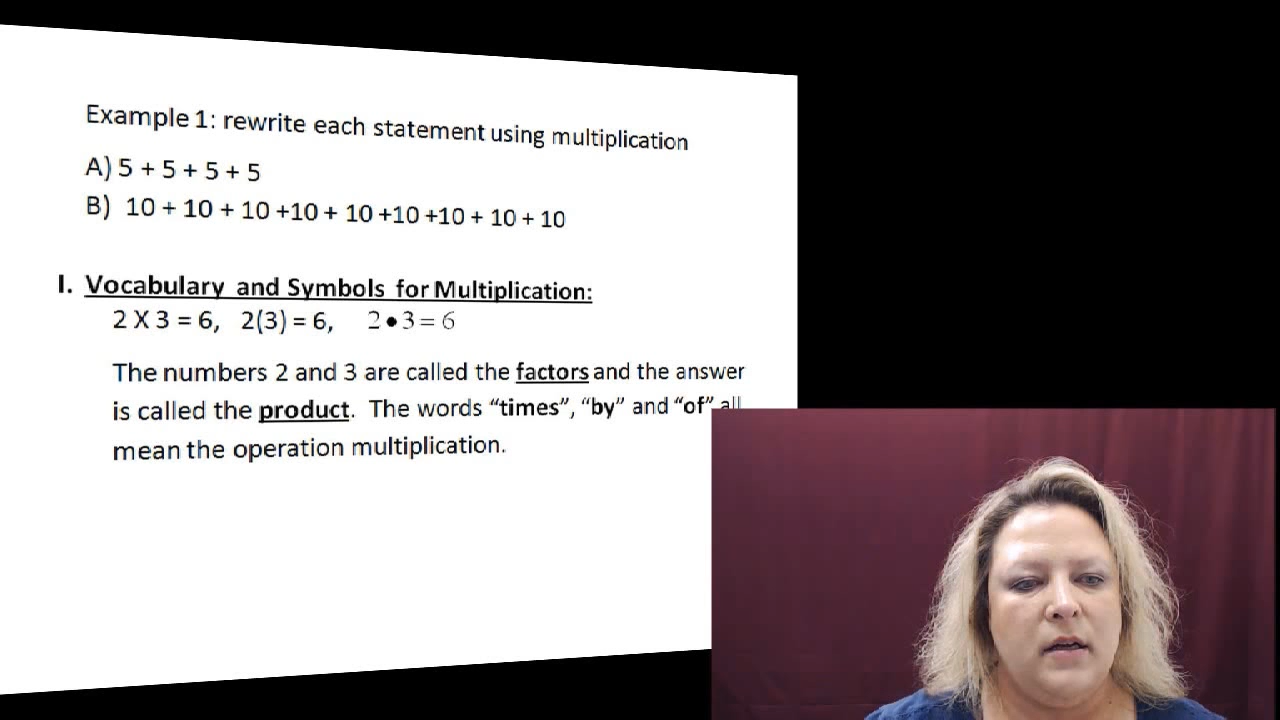 Example 1: rewrite each statement using multiplication
A) 5 + 5 + 5 + 5
B) 10 + 10 + 10 +10 + 10 +10 +10 + 10 + 10
I. Vocabulary and Symbols for Multiplication:
2 X 3 = 6, 2(3) = 6, 2•3 = 6
The numbers 2 and 3 are called the factors and the answer
is called the product. The words “times”, “by” and “of” all
mean the operation multiplication.